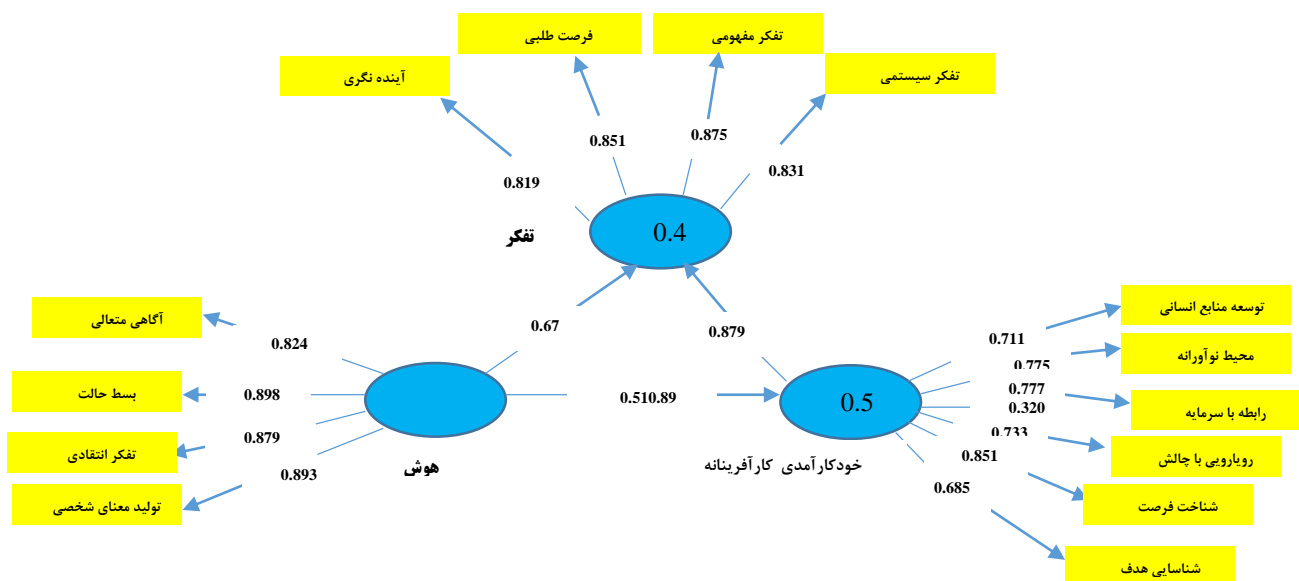 فرصت طلبی
تفکر مفهومی
آینده نگری
تفکر سیستمی
0.851
0.875
0.831
0.819
تفکر
0.4
آگاهی متعالی
0.824
0.67
0.879
توسعه منابع انسانی
0.711
محیط نوآورانه
0.775
بسط حالت
0.898
0.510.89
0.5
0.777
0.320
رابطه با سرمایه
تفکر انتقادی
0.879
0.733
رویارویی با چالش
هوش
خودکارآمدی کارآفرینانه
0.851
0.893
0.685
تولید معنای شخصی
شناخت فرصت
شناسایی هدف